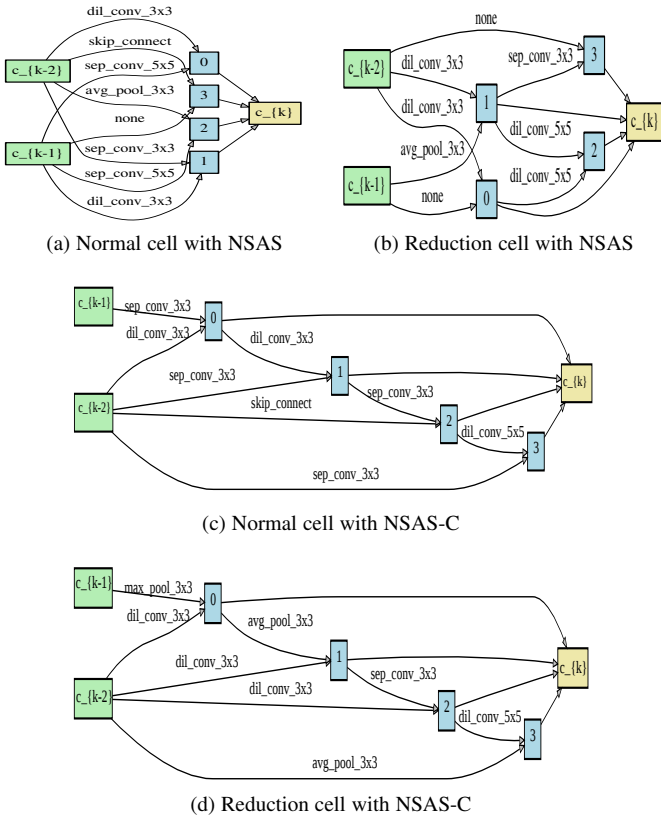 dil_conv_3x3
skip_connect
c_{k-2}
sep_conv_5x5
0
avg_pool_3x3
3
c_{k}
none
2
c_{k-1}
sep_conv_3x3
1
sep_conv_5x5
dil_conv_3x3
(a) Normal cell with NSAS
none
c_{k-2}
dil_conv_3x3
sep_conv_3x3
3
dil_conv_3x3
1
c_{k}
dil_conv_5x5
2
avg_pool_3x3
c_{k-1}
dil_conv_5x5
none
0
(b) Reduction cell with NSAS
c_{k-1}
sep_conv_3x3
0
dil_conv_3x3
dil_conv_3x3
sep_conv_3x3
1
c_{k}
sep_conv_3x3
c_{k-2}
skip_connect
2
dil_conv_5x5
3
sep_conv_3x3
(c) Normal cell with NSAS-C
c_{k-1}
max_pool_3x3
0
dil_conv_3x3
avg_pool_3x3
dil_conv_3x3
1
c_{k}
sep_conv_3x3
c_{k-2}
dil_conv_3x3
2
dil_conv_5x5
3
avg_pool_3x3
(d) Reduction cell with NSAS-C